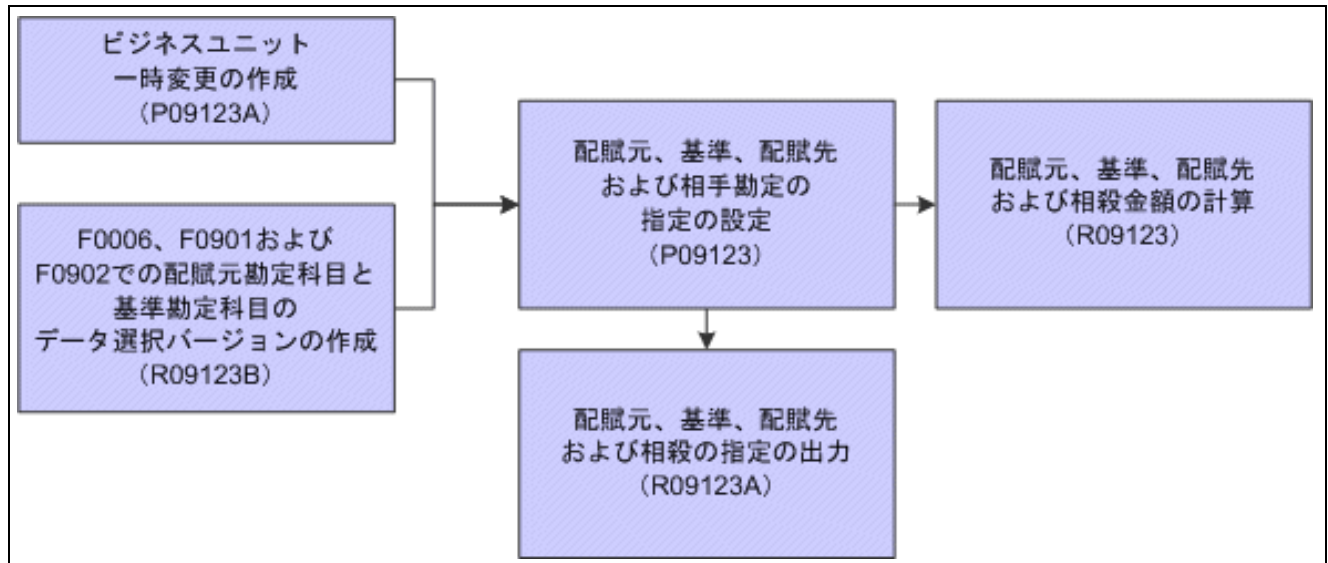 ビジネスユニット
一時変更の作成
（P09123A）
F0006、F0901および
F0902での配賦元勘定科目と
基準勘定科目の
データ選択バージョンの作成
（R09123B）
配賦元、基準、配賦先
および相手勘定の
指定の設定
（P09123）
配賦元、基準、配賦先
および相殺金額の計算
（R09123）
配賦元、基準、配賦先
および相殺の指定の出力
（R09123A）